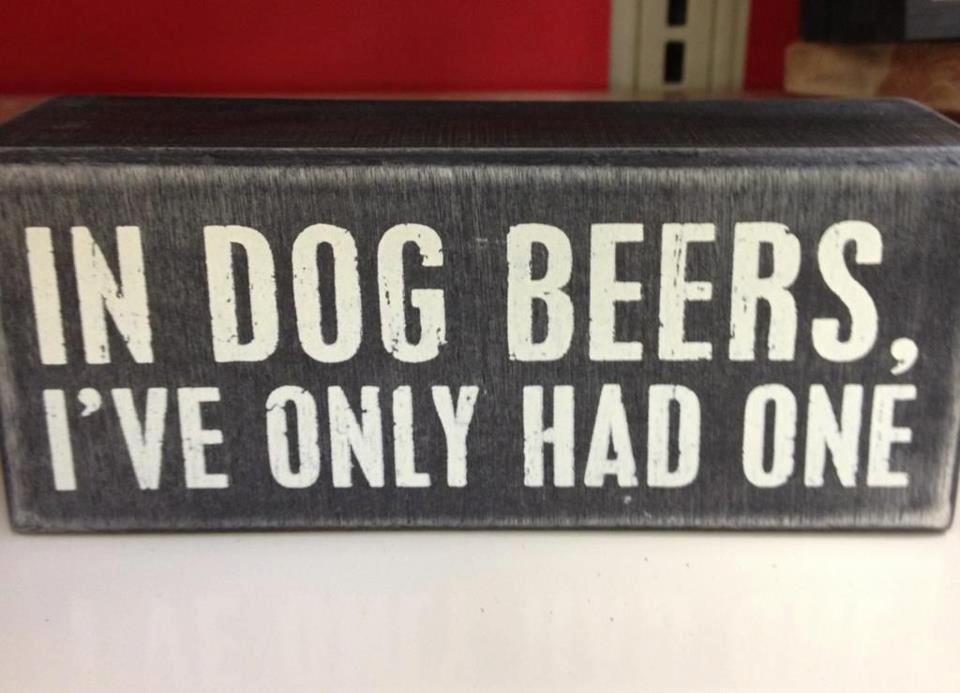 IN DOG BEERS,
I'VE ONLY HAD ONE